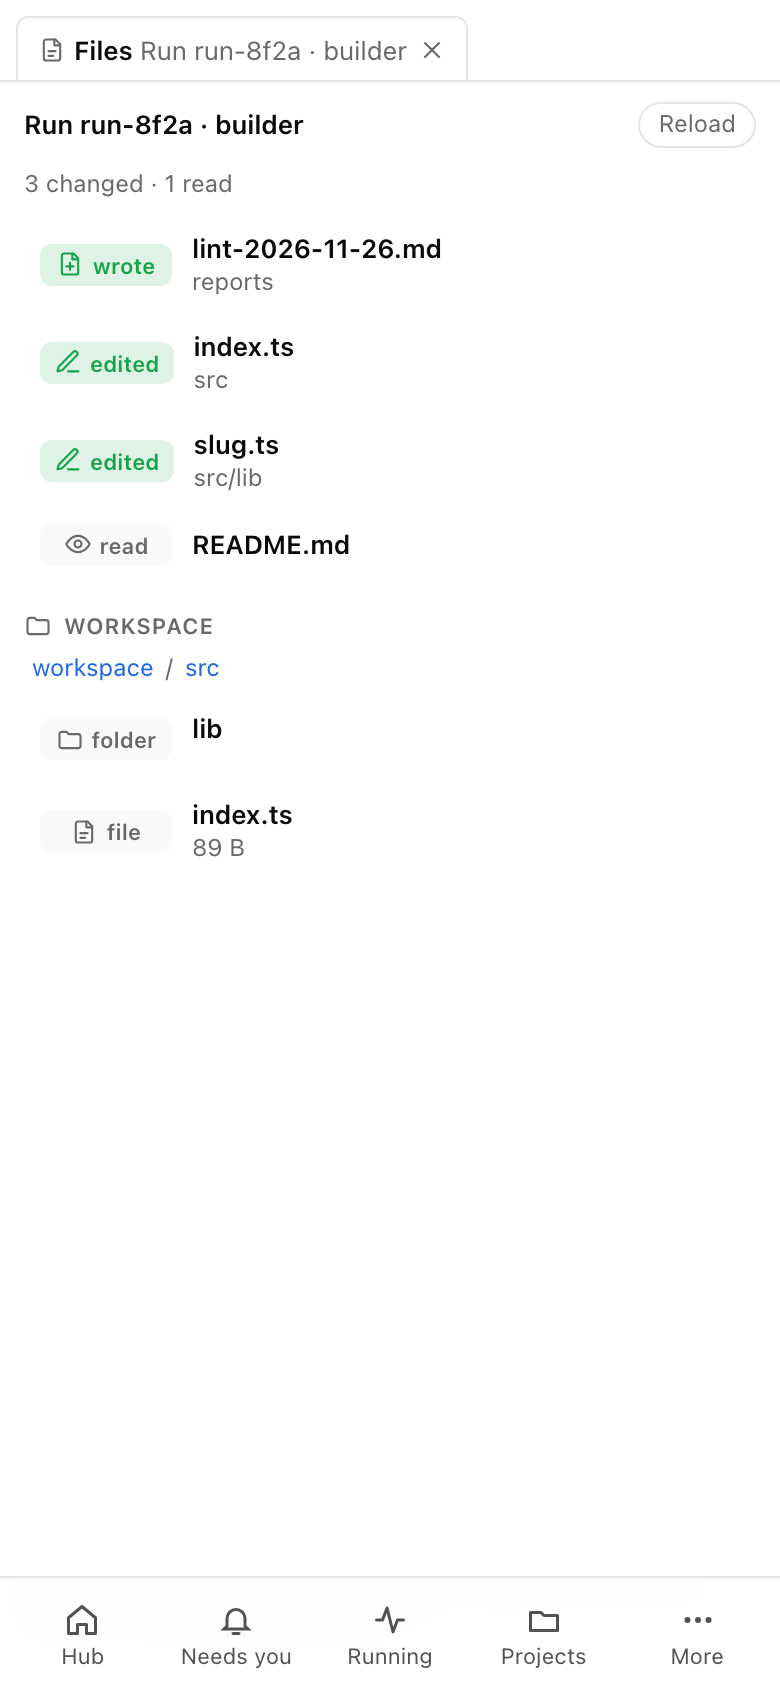 Files Run run-8f2a · builder
Run run-8f2a · builder
Reload
3 changed · 1 read
wrote
lint-2026-11-26.md
reports
edited
index.ts
src
edited
slug.ts
src/lib
read
README.md
WORKSPACE
workspace / src
folder
lib
file
index.ts
89 B
Hub
Needs you
Running
Projects
More